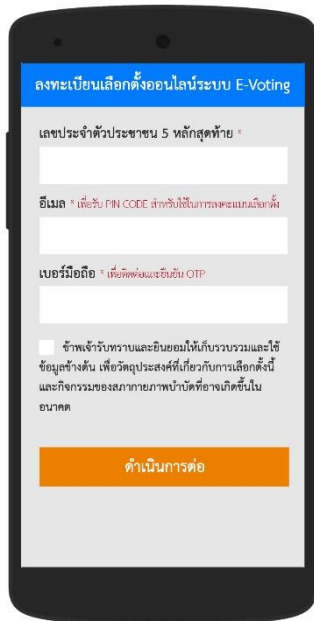 ลงทะเบียนเลือกตั้งออนไลน์ระบบ E-Voting
เลขประจำตัวประชาชน 5 หลักสุดท้าย *
อีเมล * เพื่อรับ PIN CODE สำหรับใช้ในการลงคะแนนเลือกตั้ง
เบอร์มือถือ * เพื่อติดต่อและยืนยัน OTP
ข้าพเจ้ารับทราบและยินยอมให้เก็บรวบรวมและใช้
ข้อมูลข้างต้น เพื่อวัตถุประสงค์ที่เกี่ยวกับการเลือกตั้งนี้
และกิจกรรมของสภากายภาพบำบัดที่อาจเกิดขึ้นใน
อนาคต
ดำเนินการต่อ